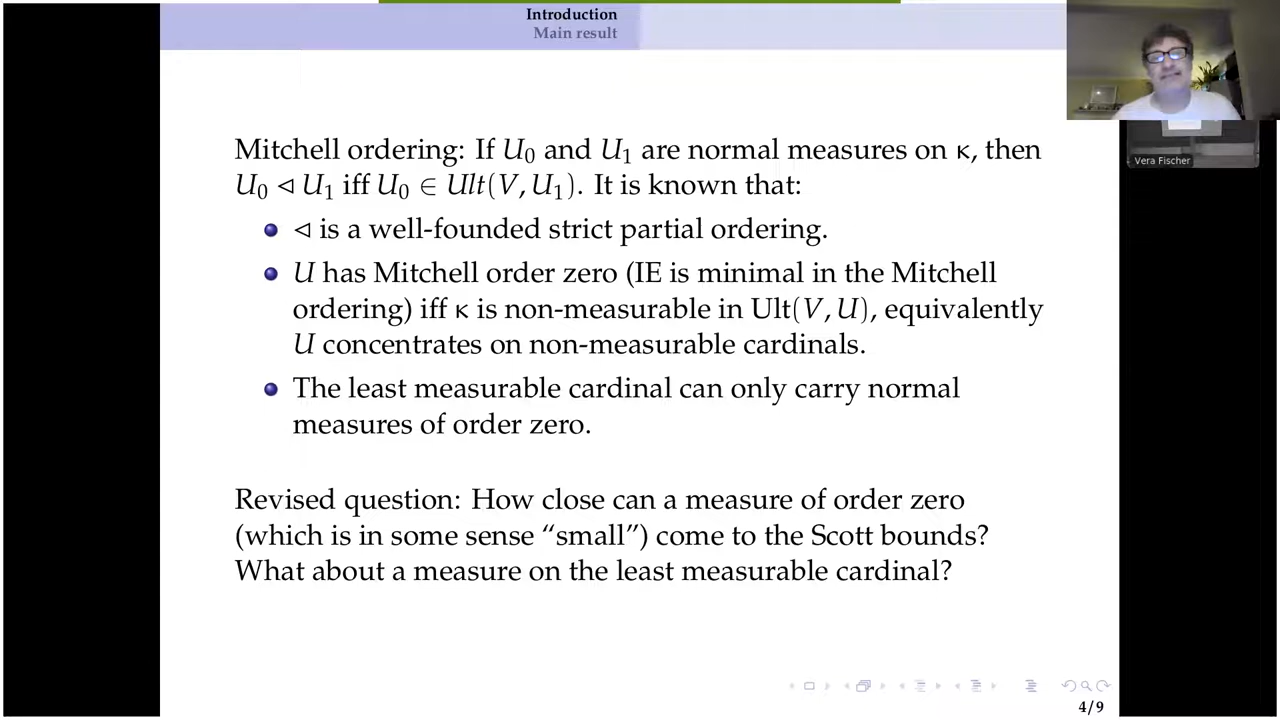 Introduction
Main result
Vera Fischer
Mitchell ordering: If U₀ and U₁ are normal measures on κ, then
U₀ ◁ U₁ iff U₀ ∈ Ult(V, U₁). It is known that:
◁ is a well-founded strict partial ordering.
U has Mitchell order zero (IE is minimal in the Mitchell
ordering) iff κ is non-measurable in Ult(V, U), equivalently
U concentrates on non-measurable cardinals.
The least measurable cardinal can only carry normal
measures of order zero.
Revised question: How close can a measure of order zero
(which is in some sense “small”) come to the Scott bounds?
What about a measure on the least measurable cardinal?
4/9